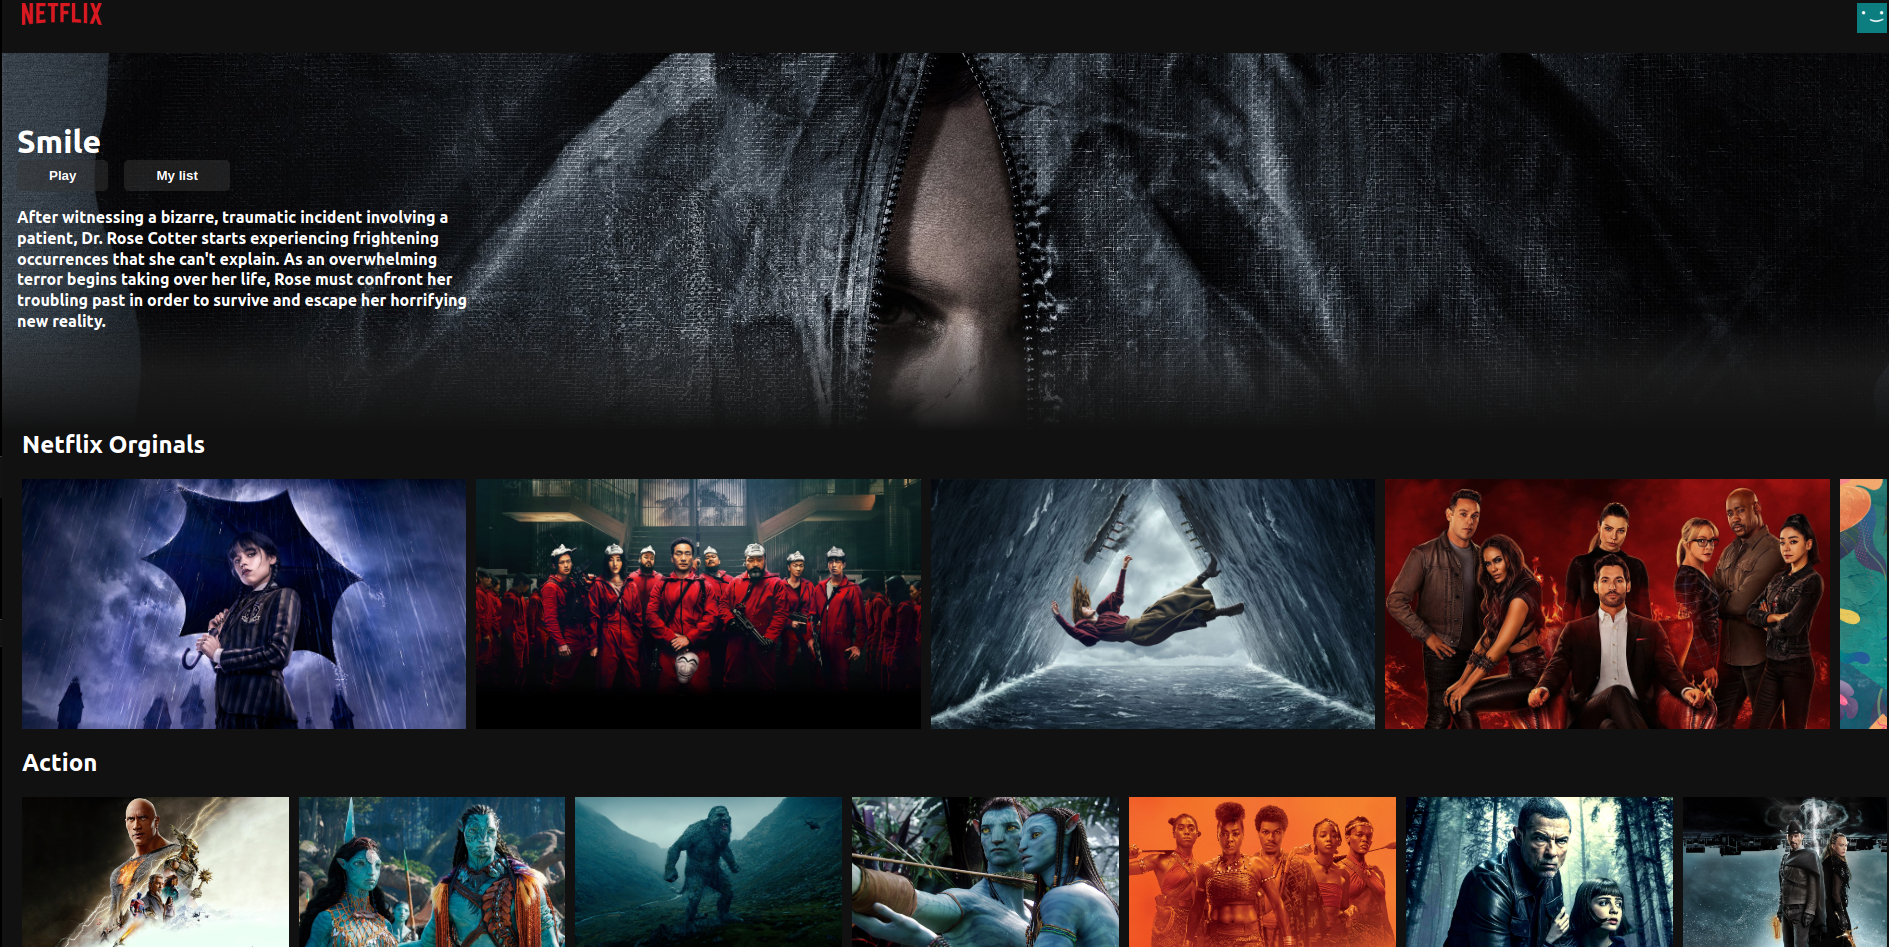 NETFLIX
Smile
Play
My list
After witnessing a bizarre, traumatic incident involving a
patient, Dr. Rose Cotter starts experiencing frightening
occurrences that she can't explain. As an overwhelming
terror begins taking over her life, Rose must confront her
troubling past in order to survive and escape her horrifying
new reality.
Netflix Orginals
Action